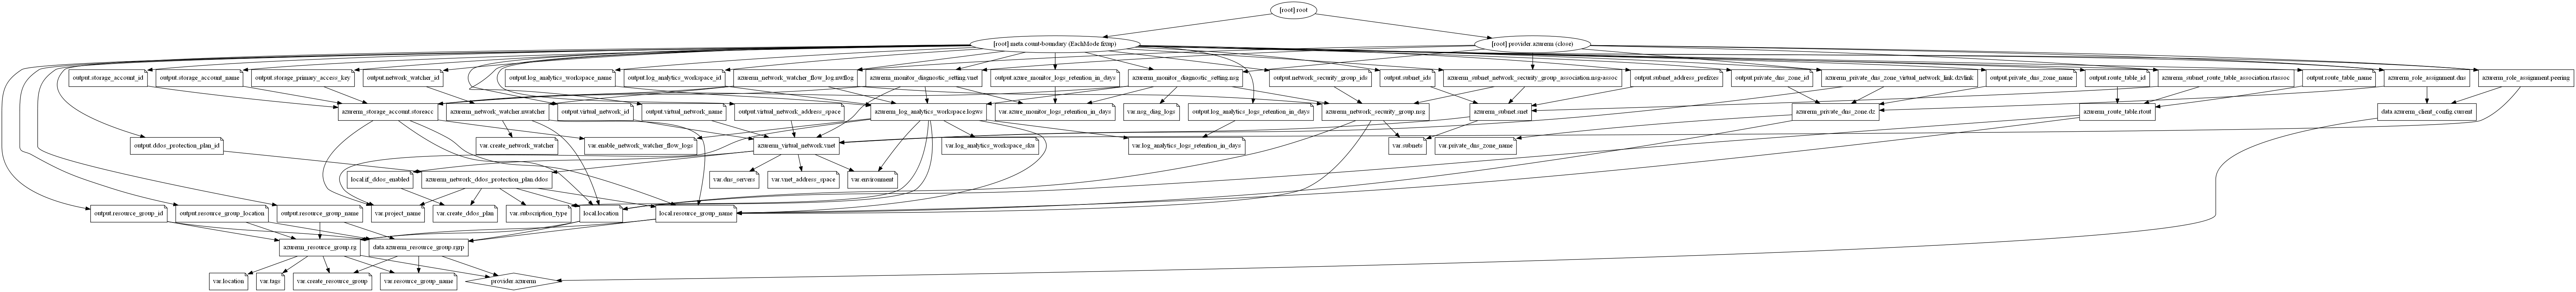 [root] root
[root] meta.count-boundary (EachMode fixup)
[root] provider.azurerm (close)
output.storage_account_id
output.storage_account_name
output.storage_primary_access_key
output.network_watcher_id
output.log_analytics_workspace_name
output.log_analytics_workspace_id
azurerm_network_watcher_flow_log.nwflog
azurerm_monitor_diagnostic_setting.vnet
output.azure_monitor_logs_retention_in_days
azurerm_monitor_diagnostic_setting.nsg
output.network_security_group_ids
output.subnet_ids
azurerm_subnet_network_security_group_association.nsg-assoc
output.subnet_address_prefixes
output.private_dns_zone_id
azurerm_private_dns_zone_virtual_network_link.dzvlink
output.private_dns_zone_name
output.route_table_id
azurerm_subnet_route_table_association.rtassoc
output.route_table_name
azurerm_role_assignment.dns
azurerm_role_assignment.peering
azurerm_storage_account.storeacc
azurerm_network_watcher.nwatcher
output.virtual_network_id
output.virtual_network_name
output.virtual_network_address_space
azurerm_log_analytics_workspace.logws
var.azure_monitor_logs_retention_in_days
var.nsg_diag_logs
output.log_analytics_logs_retention_in_days
azurerm_network_security_group.nsg
azurerm_subnet.snet
azurerm_private_dns_zone.dz
azurerm_route_table.rtout
data.azurerm_client_config.current
output.ddos_protection_plan_id
var.create_network_watcher
var.enable_network_watcher_flow_logs
azurerm_virtual_network.vnet
var.log_analytics_workspace_sku
var.log_analytics_logs_retention_in_days
var.subnets
var.private_dns_zone_name
local.if_ddos_enabled
azurerm_network_ddos_protection_plan.ddos
var.dns_servers
var.vnet_address_space
var.environment
output.resource_group_id
output.resource_group_location
output.resource_group_name
var.project_name
var.create_ddos_plan
var.subscription_type
local.location
local.resource_group_name
azurerm_resource_group.rg
data.azurerm_resource_group.rgrp
var.location
var.tags
var.create_resource_group
var.resource_group_name
provider.azurerm